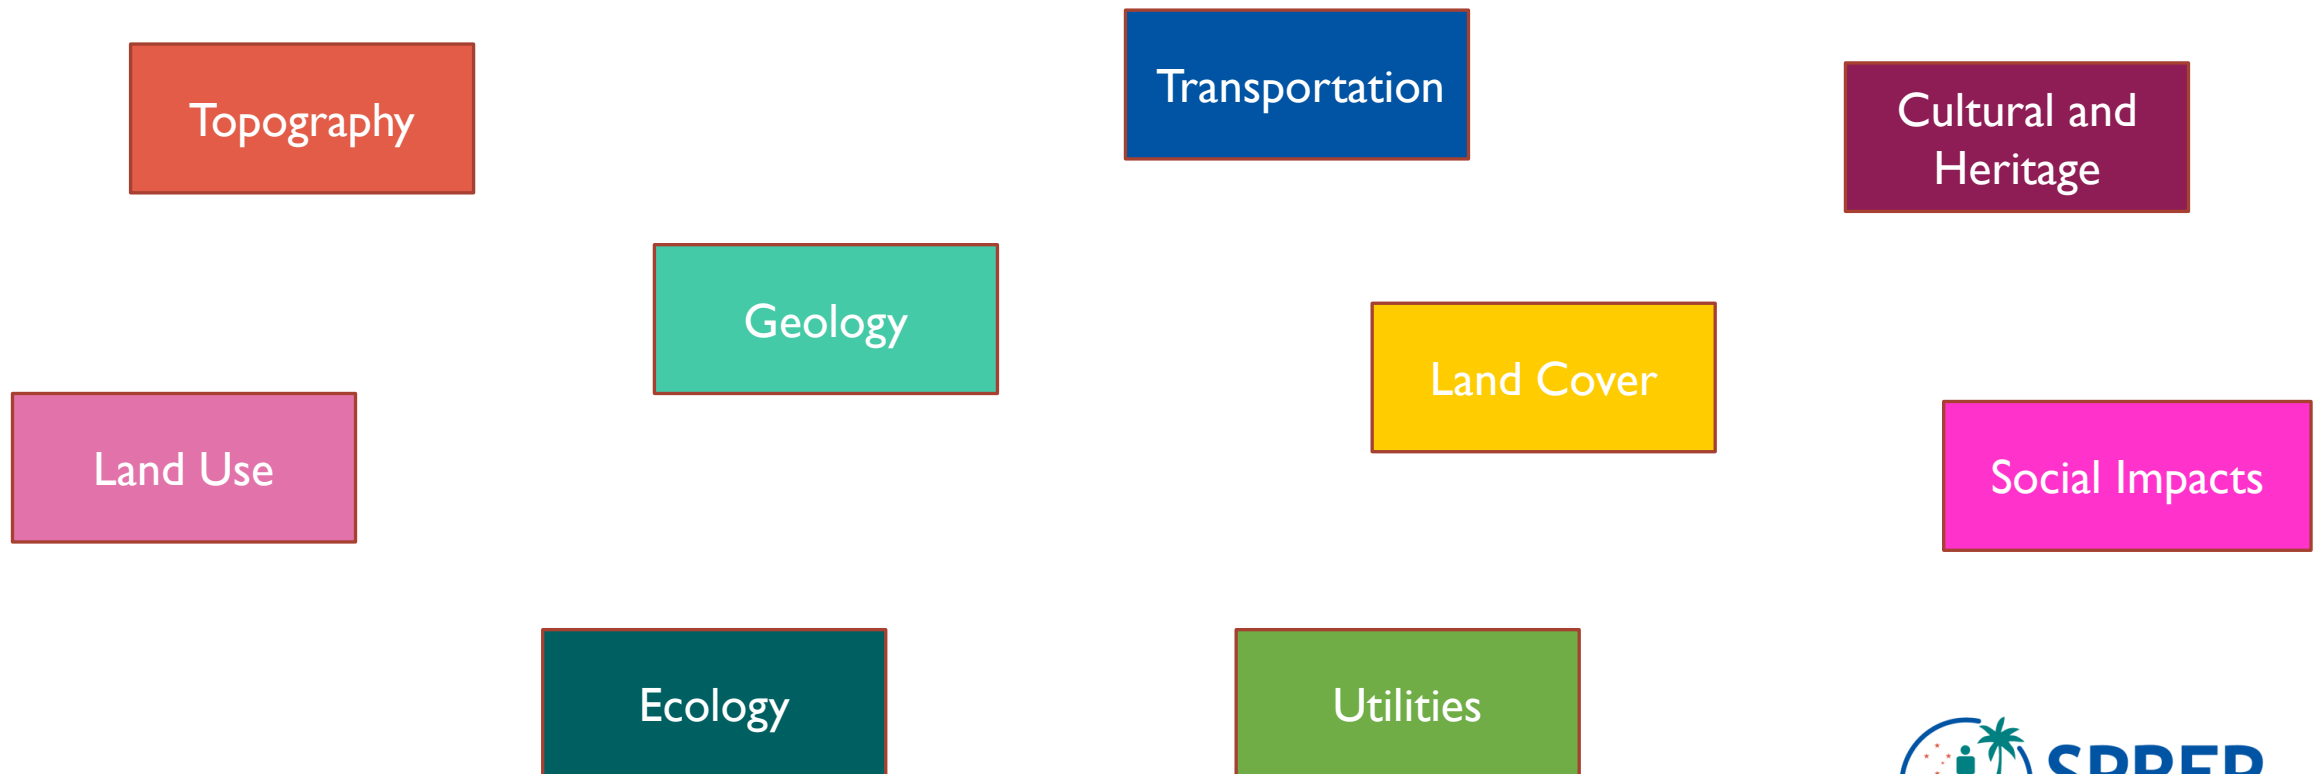 Topography
Transportation
Cultural and
Heritage
Geology
Land Cover
Land Use
Social Impacts
Ecology
Utilities